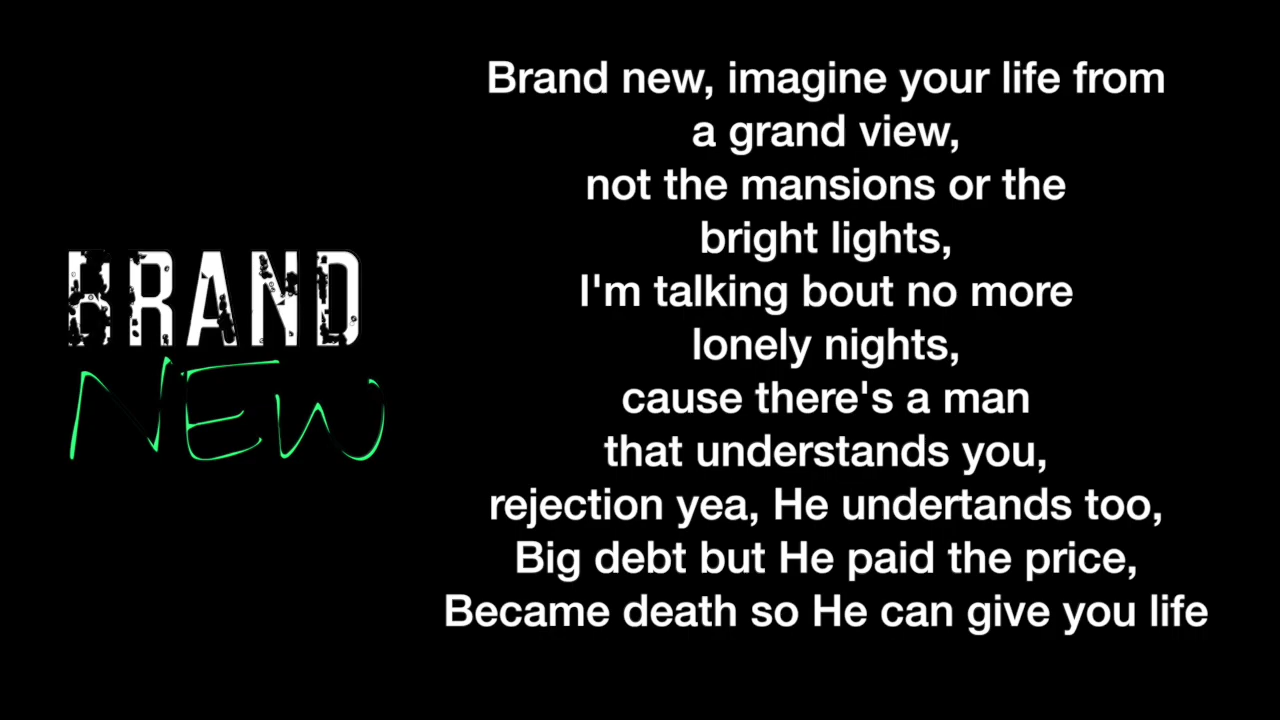 BRAND
NEW
Brand new, imagine your life from
a grand view,
not the mansions or the
bright lights,
I'm talking bout no more
lonely nights,
cause there's a man
that understands you,
rejection yea, He undertands too,
Big debt but He paid the price,
Became death so He can give you life